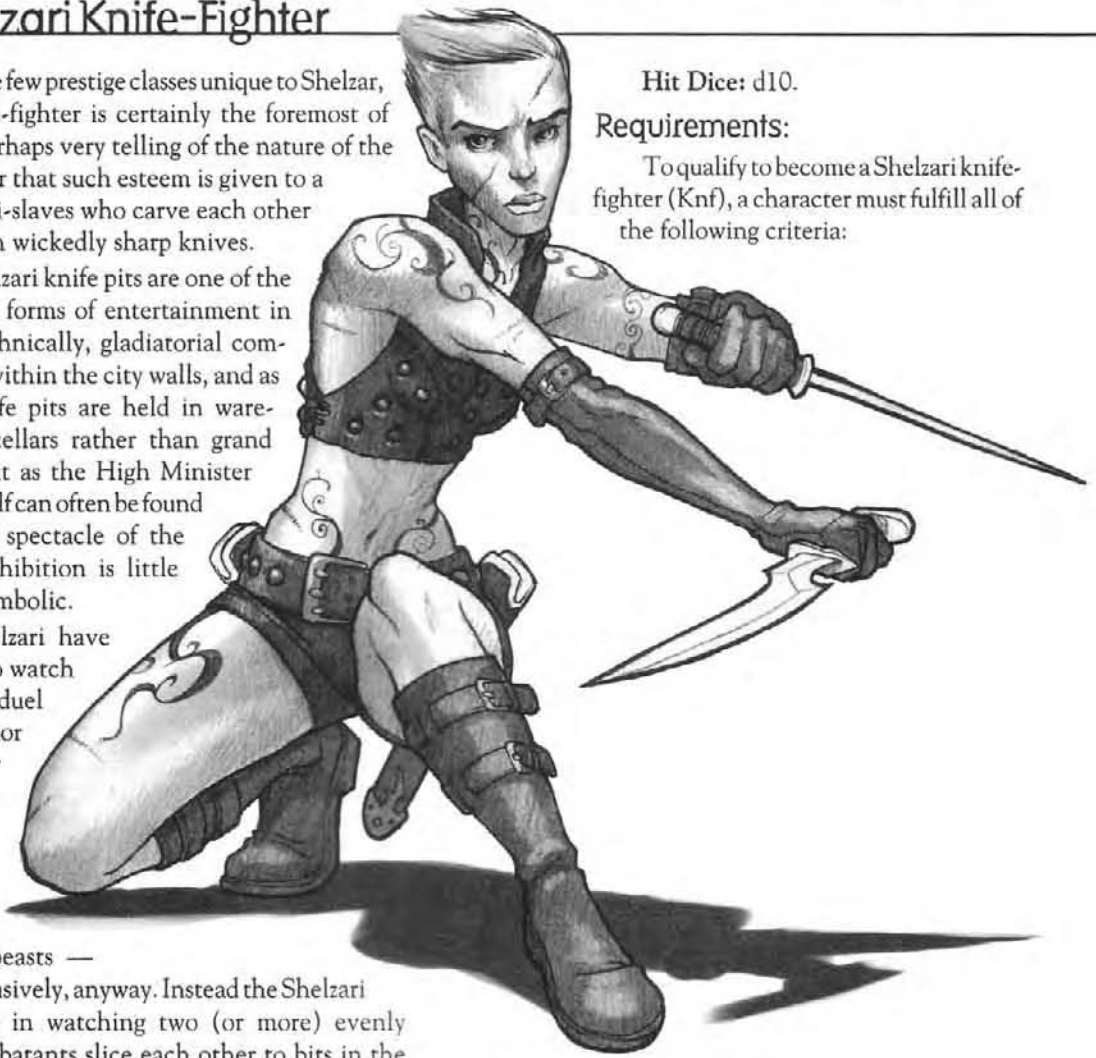 zari Knife-Fighter
e few prestige classes unique to Shelzar,
-fighter is certainly the foremost of
rhaps very telling of the nature of the
r that such esteem is given to a
i-slaves who carve each other
h wickedly sharp knives.
lzari knife pits are one of the
forms of entertainment in
hnically, gladiatorial com-
within the city walls, and as
fe pits are held in ware-
cellars rather than grand
t as the High Minister
lf can often be found
spectacle of the
hibition is little
mbolic.
lzari have
o watch
duel
or
easts —
usively, anyway. Instead the Shelzari
in watching two (or more) evenly
batants slice each other to bits in the
Hit Dice: d10.
Requirements:
To qualify to become a Shelzari knife-
fighter (Knf), a character must fulfill all of
the following criteria: